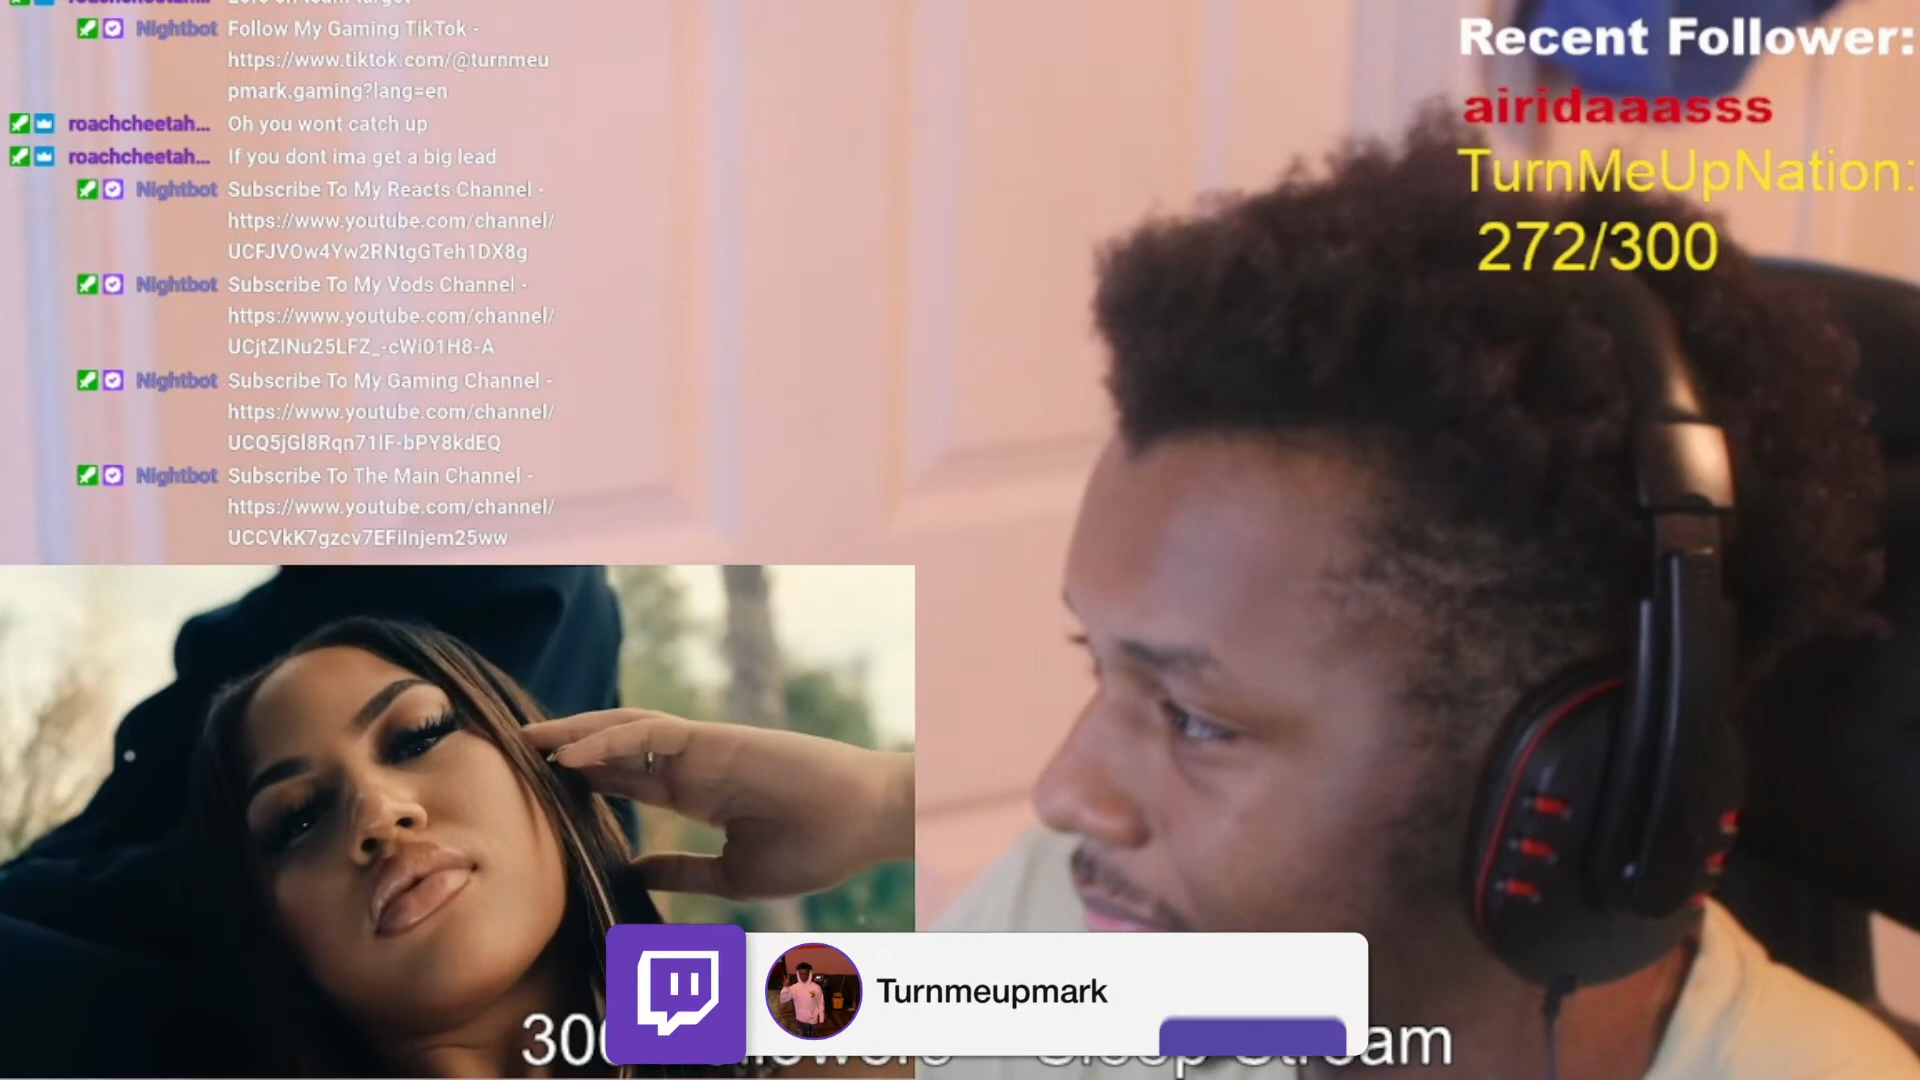 Nightbot Follow My Gaming TikTok -
https://www.tiktok.com/@turnmeu
pmark.gaming?lang=en
roachcheetah... Oh you wont catch up
roachcheetah... If you dont ima get a big lead
Nightbot Subscribe To My Reacts Channel -
https://www.youtube.com/channel/
UCFJVOw4Yw2RNtgGTeh1DX8g
Nightbot Subscribe To My Vods Channel -
https://www.youtube.com/channel/
UCjtZlNu25LFZ_-cWi01H8-A
Nightbot Subscribe To My Gaming Channel -
https://www.youtube.com/channel/
UCQ5jGl8Rqn71lF-bPY8kdEQ
Nightbot Subscribe To The Main Channel -
https://www.youtube.com/channel/
UCCVkK7gzcv7EFiInjem25ww
Recent Follower:
airidaaasss
TurnMeUpNation:
272/300
Turnmeupmark